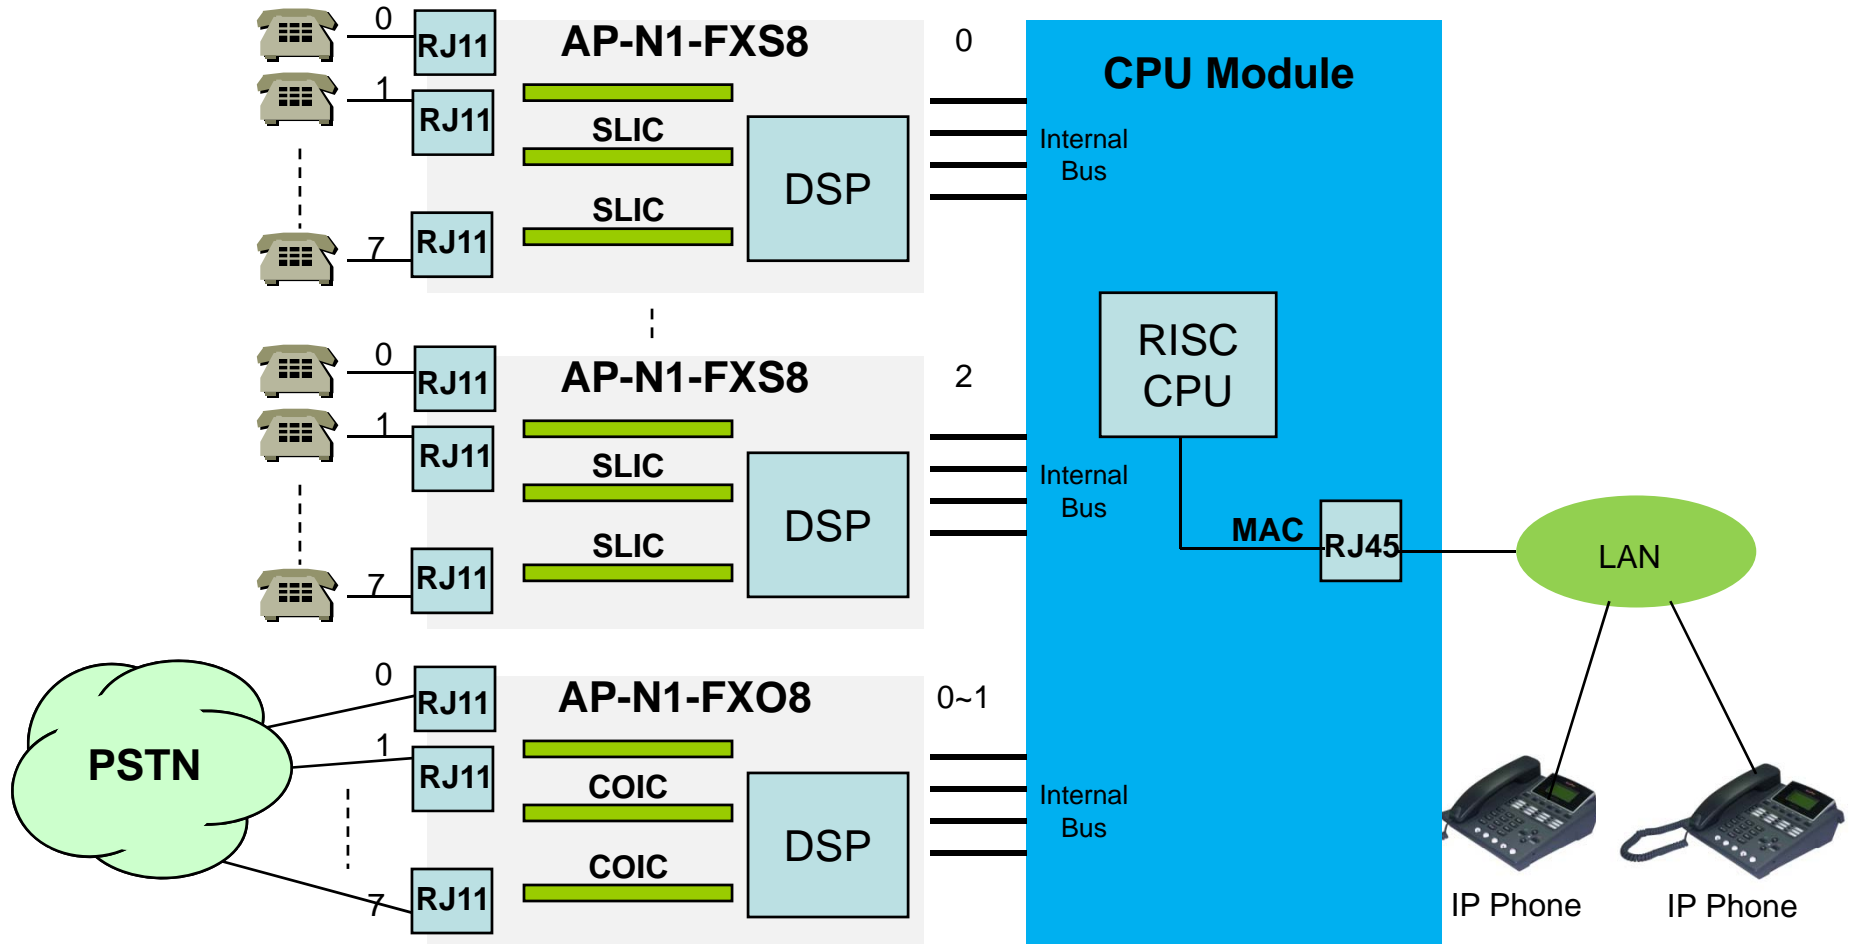 0
RJ11
AP-N1-FXS8
0
CPU Module
1
RJ11
SLIC
DSP
Internal
Bus
SLIC
7
RJ11
RISC
CPU
0
RJ11
AP-N1-FXS8
2
1
RJ11
SLIC
DSP
Internal
Bus
SLIC
7
RJ11
MAC
RJ45
LAN
PSTN
0
RJ11
AP-N1-FXO8
0~1
1
RJ11
COIC
DSP
Internal
Bus
COIC
7
RJ11
IP Phone
IP Phone